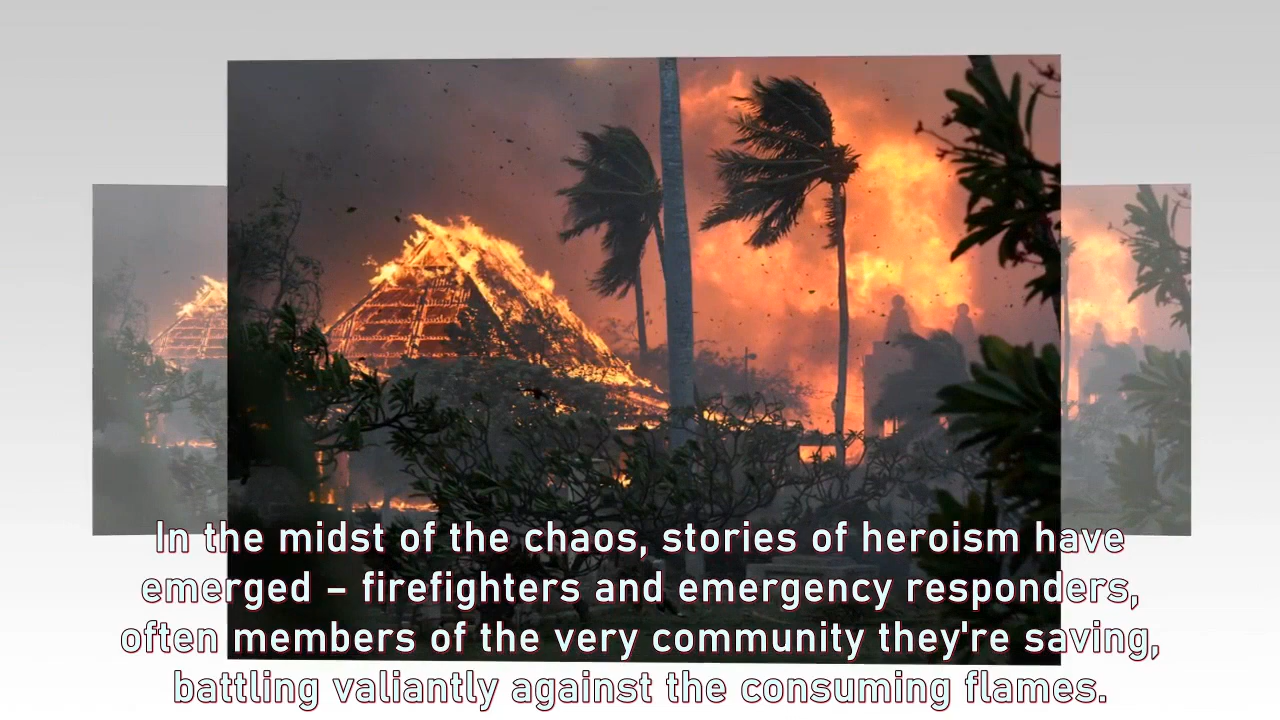 In the midst of the chaos, stories of heroism have
emerged – firefighters and emergency responders,
often members of the very community they're saving,
battling valiantly against the consuming flames.